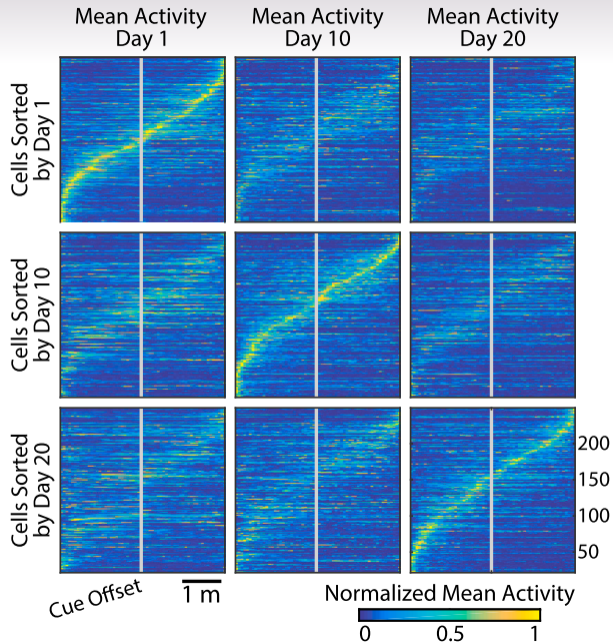 Mean Activity
Day 1
Mean Activity
Day 10
Mean Activity
Day 20
Cells Sorted
by Day 1
Cells Sorted
by Day 10
Cells Sorted
by Day 20
200
150
100
50
Cue Offset
1 m
Normalized Mean Activity
0
0.5
1